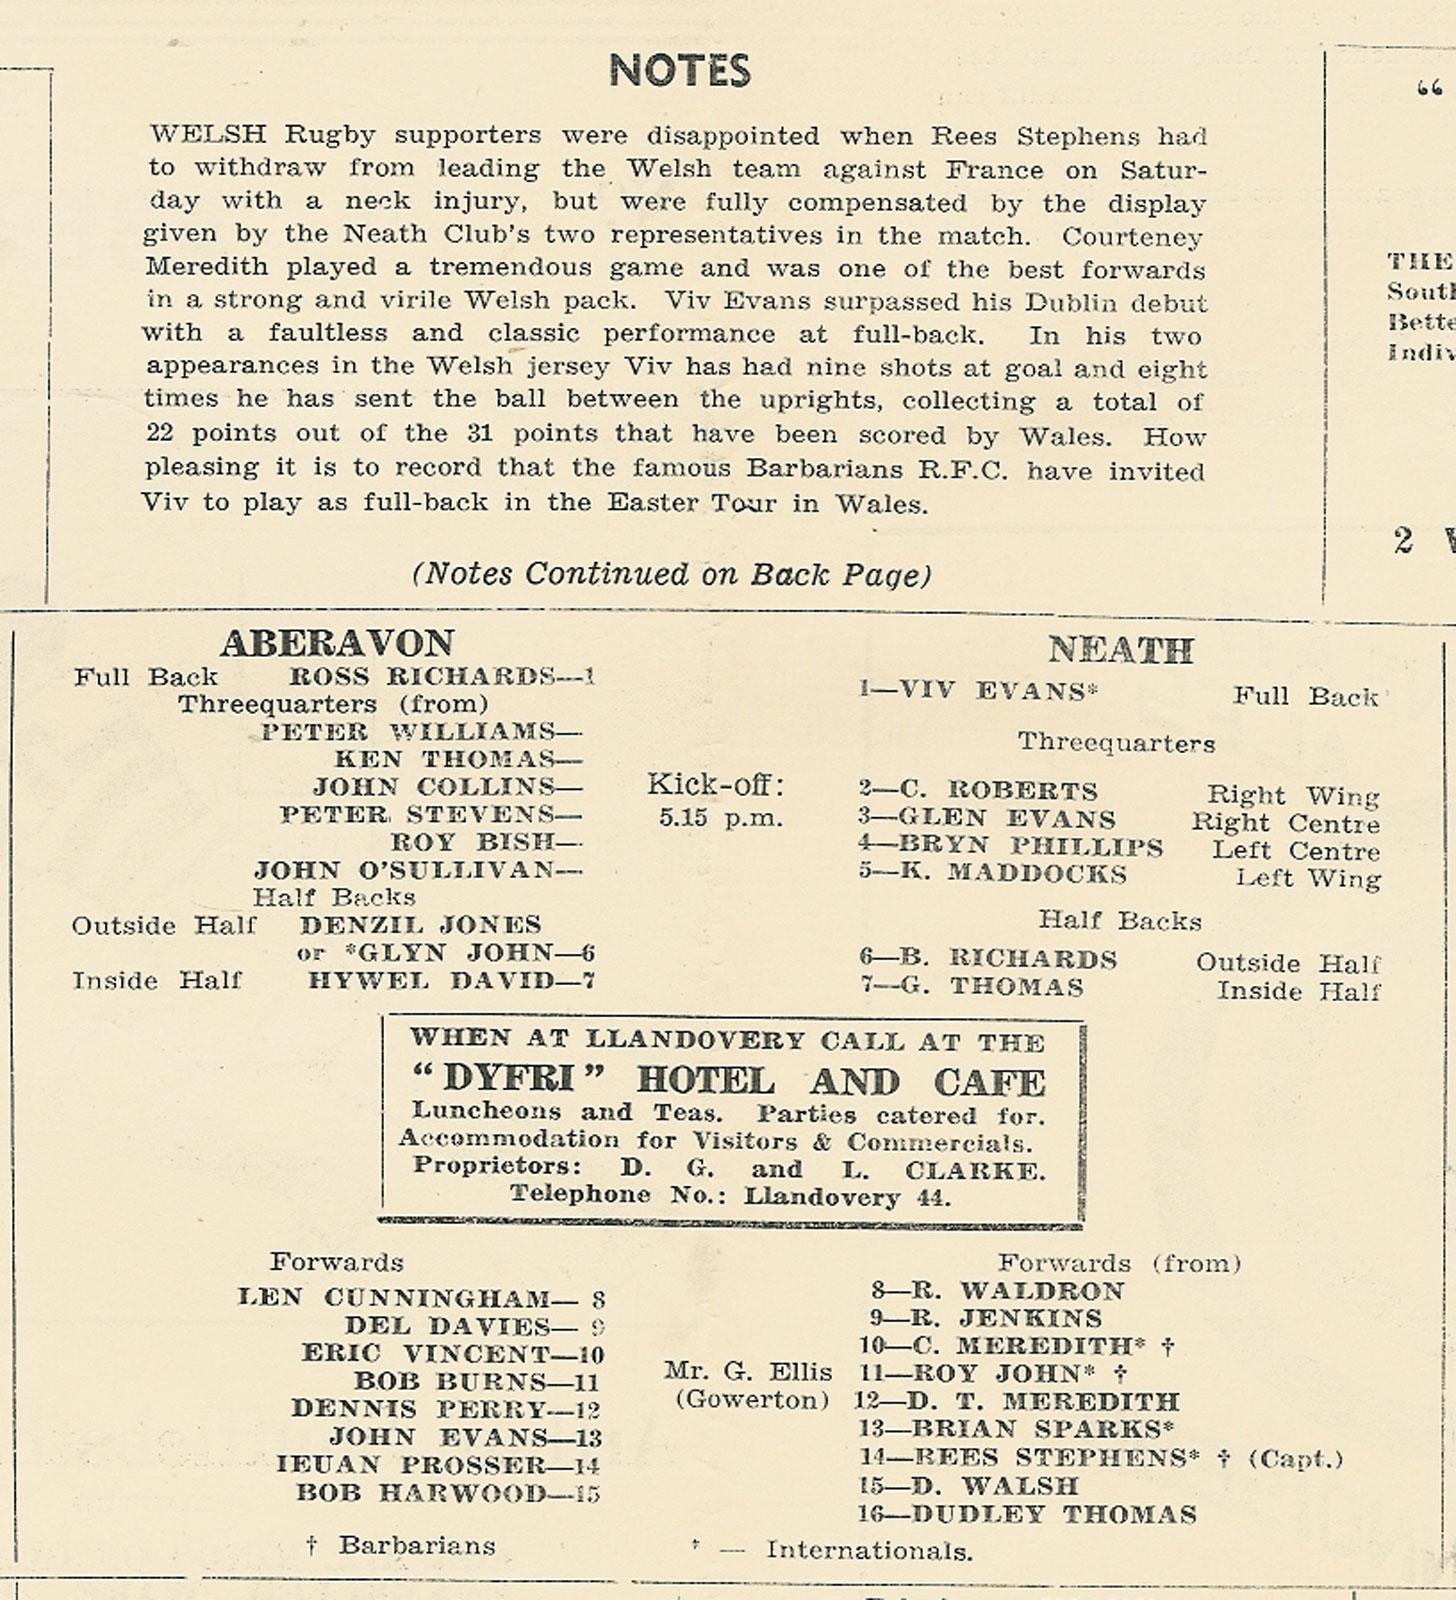 NOTES
WELSH Rugby supporters were disappointed when Rees Stephens had
to withdraw from leading the Welsh team against France on Satur-
day with a neck injury, but were fully compensated by the display
given by the Neath Club's two representatives in the match. Courteney
Meredith played a tremendous game and was one of the best forwards
in a strong and virile Welsh pack. Viv Evans surpassed his Dublin debut
with a faultless and classic performance at full-back. In his two
appearances in the Welsh jersey Viv has had nine shots at goal and eight
times he has sent the ball between the uprights, collecting a total of
22 points out of the 31 points that have been scored by Wales. How
pleasing it is to record that the famous Barbarians R.F.C. have invited
Viv to play as full-back in the Easter Tour in Wales.
(Notes Continued on Back Page)
“
THE
2
ABERAVON
Full Back ROSS RICHARDS—1
Threequarters (from)
PETER WILLIAMS—
KEN THOMAS—
JOHN COLLINS—
PETER STEVENS—
ROY BISH—
JOHN O'SULLIVAN—
Half Backs
Outside Half DENZIL JONES
or *GLYN JOHN—6
Inside Half HYWEL DAVID—7
Kick-off:
5.15 p.m.
NEATH
1—VIV EVANS* Full Back
Threequarters
2—C. ROBERTS Right Wing
3—GLEN EVANS Right Centre
4—BRYN PHILLIPS Left Centre
5—K. MADDOCKS Left Wing
Half Backs
6—B. RICHARDS Outside Half
7—G. THOMAS Inside Half
WHEN AT LLANDOVERY CALL AT THE
“DYFRI” HOTEL AND CAFE
Luncheons and Teas. Parties catered for.
Accommodation for Visitors & Commercials.
Proprietors: D. G. and L. CLARKE.
Telephone No.: Llandovery 44.
Forwards
LEN CUNNINGHAM— 8
DEL DAVIES— 9
ERIC VINCENT—10
BOB BURNS—11
DENNIS PERRY—12
JOHN EVANS—13
IEUAN PROSSER—14
BOB HARWOOD—15
† Barbarians
Mr. G. Ellis
(Gowerton)
Forwards (from)
8—R. WALDRON
9—R. JENKINS
10—C. MEREDITH* †
11—ROY JOHN* †
12—D. T. MEREDITH
13—BRIAN SPARKS*
14—REES STEPHENS* † (Capt.)
15—D. WALSH
16—DUDLEY THOMAS
* — Internationals.